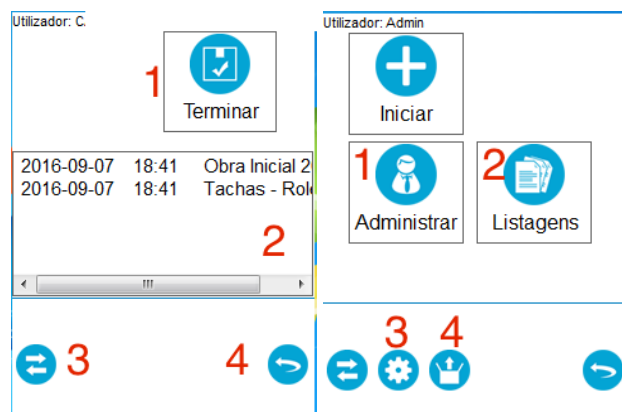 Utilizador: C.
1
Terminar
2016-09-07 18:41 Obra Inicial 2
2016-09-07 18:41 Tachas - Role
2
3
4
Utilizador: Admin
Iniciar
1
2
Administrar
Listagens
3
4